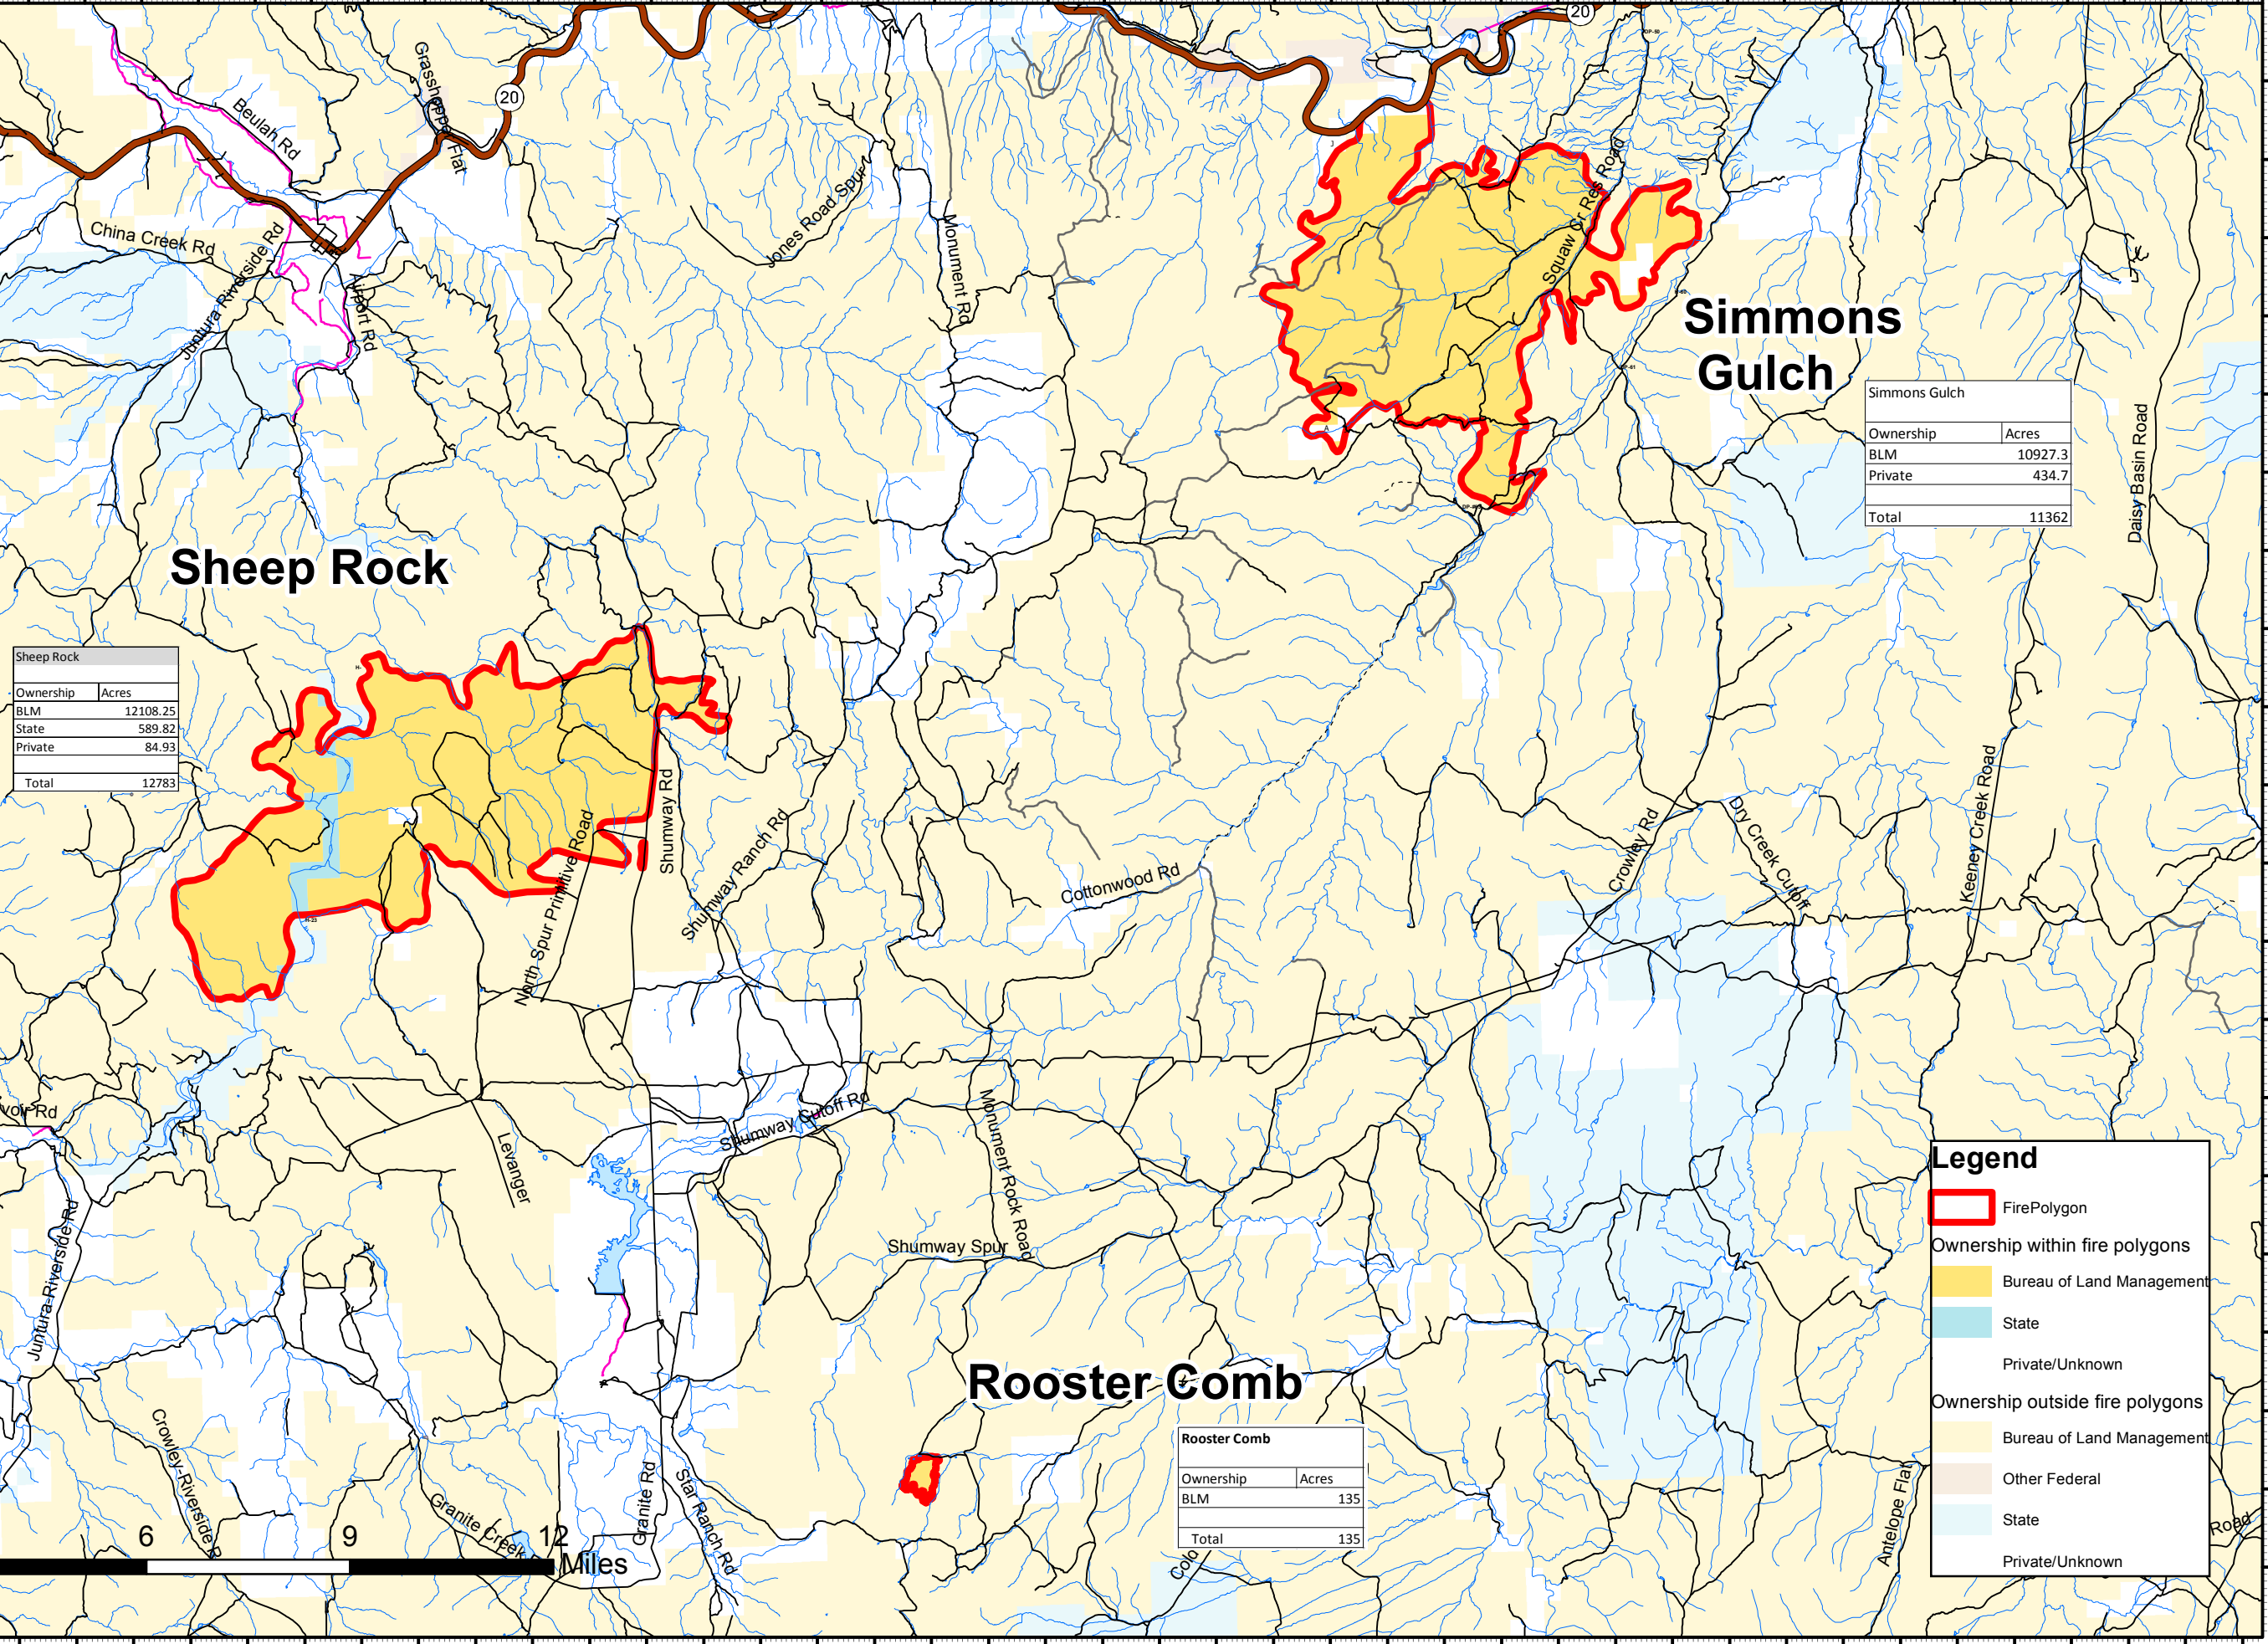 20
20
Grasshopper Flat
Beulah Rd
China Creek Rd
Juntura Riverside Rd
Airport Rd
Jones Road Spur
Monument Rd
Squaw Cr Res Road
Simmons
Gulch
Simmons Gulch
Ownership Acres
BLM 10927.3
Private 434.7
Total 11362
Daisy Basin Road
Sheep Rock
Sheep Rock
Ownership Acres
BLM 12108.25
State 589.82
Private 84.93
Total 12783
Shumway Rd
North Spur Primitive Road
Shumway Ranch Rd
Cottonwood Rd
Crowley Rd
Dry Creek Cutoff
Keeney Creek Road
voir Rd
Levanger
Shumway Cutoff Rd
Monument Rock Road
Shumway Spur
Juntura-Riverside Rd
Crowley-Riverside R
Granite Creek
Granite Rd
Star Ranch Rd
Rooster Comb
Rooster Comb
Ownership Acres
BLM 135
Total 135
Colo
Antelope Flat
Road
6 9 12
Miles
Legend
FirePolygon
Ownership within fire polygons
Bureau of Land Management
State
Private/Unknown
Ownership outside fire polygons
Bureau of Land Management
Other Federal
State
Private/Unknown